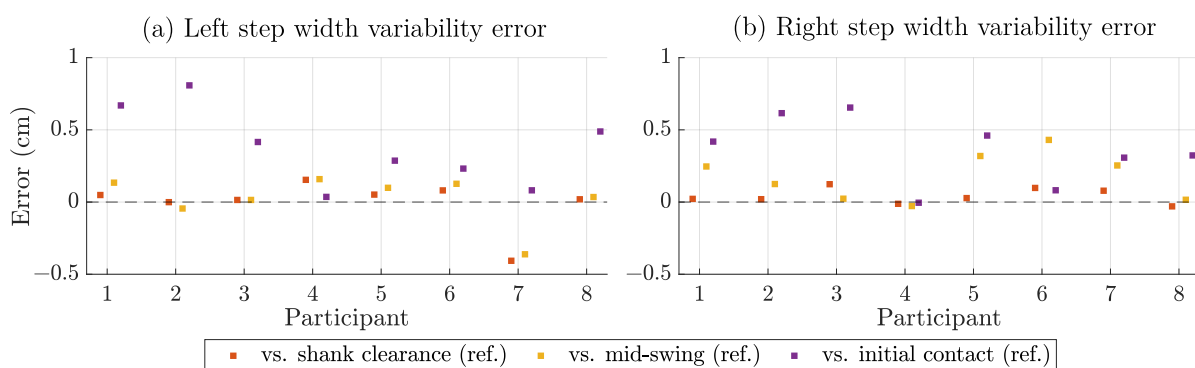 (a) Left step width variability error
(b) Right step width variability error
1
0.5
0
−0.5
Error (cm)
1 2 3 4 5 6 7 8
Participant
1
0.5
0
−0.5
1 2 3 4 5 6 7 8
Participant
vs. shank clearance (ref.) vs. mid-swing (ref.) vs. initial contact (ref.)